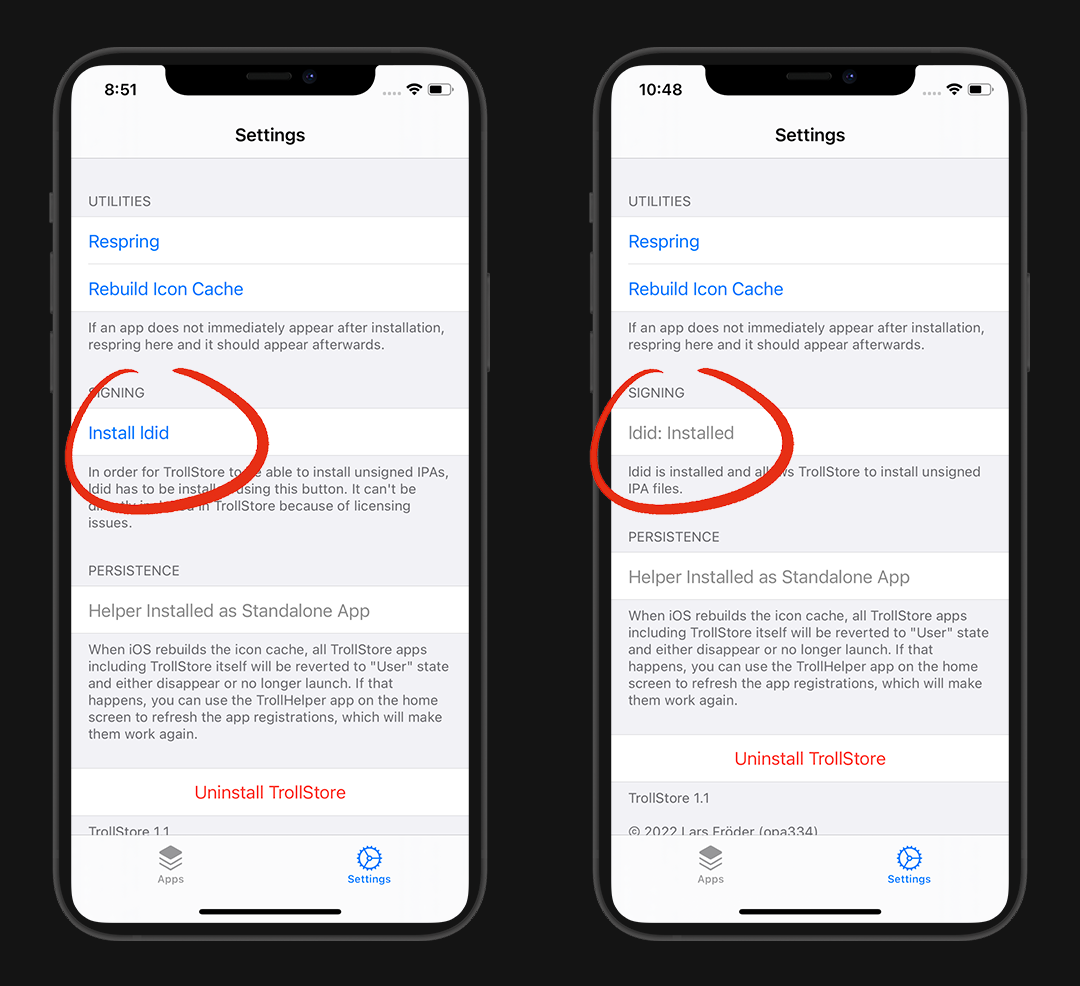 8:51
Settings
UTILITIES
Respring
Rebuild Icon Cache
If an app does not immediately appear after installation,
respring here and it should appear afterwards.
SIGNING
Install ldid
In order for TrollStore to be able to install unsigned IPAs,
ldid has to be installed using this button. It can't be
directly included in TrollStore because of licensing
issues.
PERSISTENCE
Helper Installed as Standalone App
When iOS rebuilds the icon cache, all TrollStore apps
including TrollStore itself will be reverted to "User" state
and either disappear or no longer launch. If that
happens, you can use the TrollHelper app on the home
screen to refresh the app registrations, which will make
them work again.
Uninstall TrollStore
TrollStore 1.1
Apps
Settings
10:48
Settings
UTILITIES
Respring
Rebuild Icon Cache
If an app does not immediately appear after installation,
respring here and it should appear afterwards.
SIGNING
ldid: Installed
ldid is installed and allows TrollStore to install unsigned
IPA files.
PERSISTENCE
Helper Installed as Standalone App
When iOS rebuilds the icon cache, all TrollStore apps
including TrollStore itself will be reverted to "User" state
and either disappear or no longer launch. If that
happens, you can use the TrollHelper app on the home
screen to refresh the app registrations, which will make
them work again.
Uninstall TrollStore
TrollStore 1.1
© 2022 Lars Fröder (opa334)
Apps
Settings